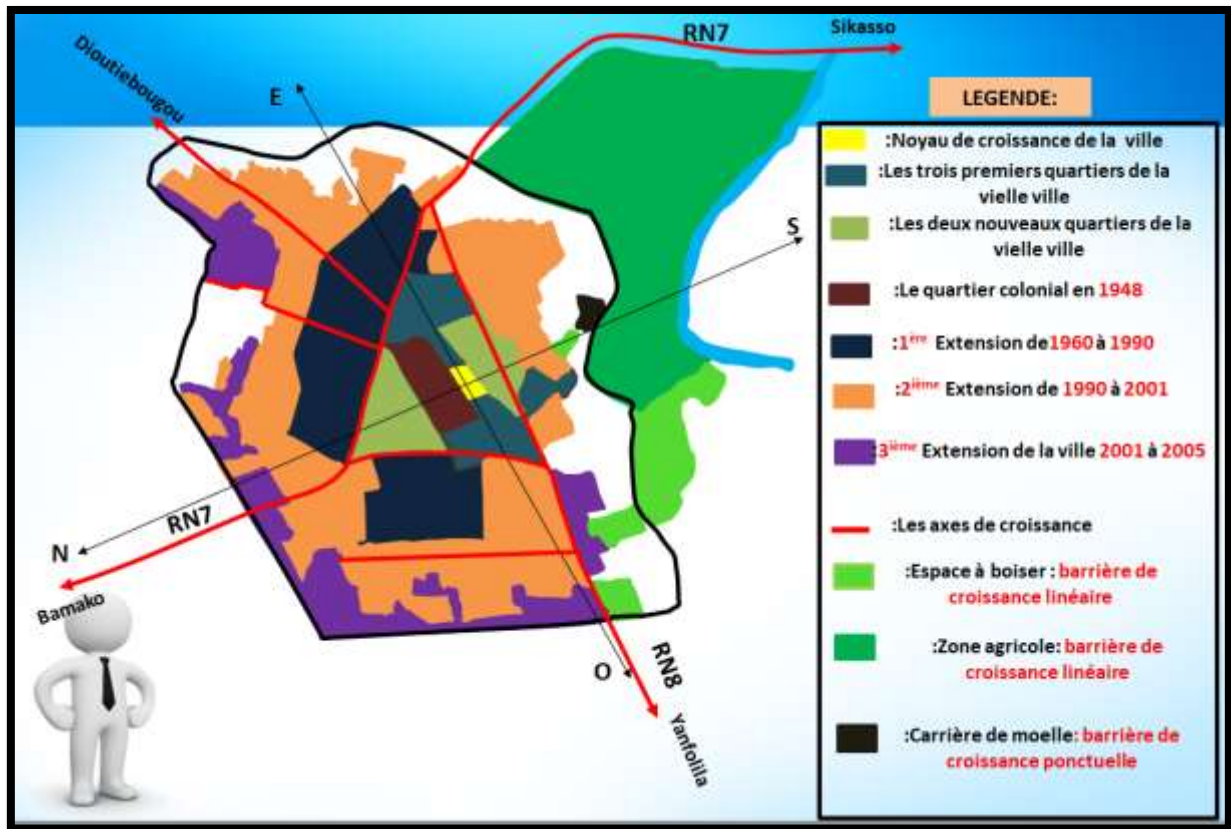 RN7
Sikasso
Dioutiebougou
E
S
N
RN7
Bamako
O
RN8
Yanfolila
LEGENDE:
:Noyau de croissance de la ville
:Les trois premiers quartiers de la
vielle ville
:Les deux nouveaux quartiers de la
vielle ville
:Le quartier colonial en 1948
:1ère Extension de1960 à 1990
:2ième Extension de 1990 à 2001
:3ième Extension de la ville 2001 à 2005
:Les axes de croissance
:Espace à boiser : barrière de
croissance linéaire
:Zone agricole: barrière de
croissance linéaire
:Carrière de moelle: barrière de
croissance ponctuelle